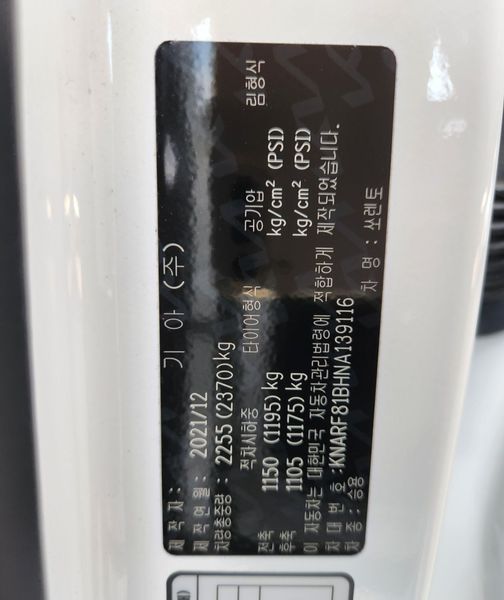 제 작 자 : 기 아 (주)
제작연월 : 2021/12
차량총중량 : 2255 (2370)kg
적차시하중 타이어형식 공기압 림형식
전축 1150 (1195) kg kg/cm² (PSI)
후축 1105 (1175) kg kg/cm² (PSI)
이 자동차는 대한민국 자동차관리법령에 적합하게 제작되었습니다.
차 대 번 호 :KNARF81BHNA139116
차 종 : 승용 차 명 : 쏘렌토